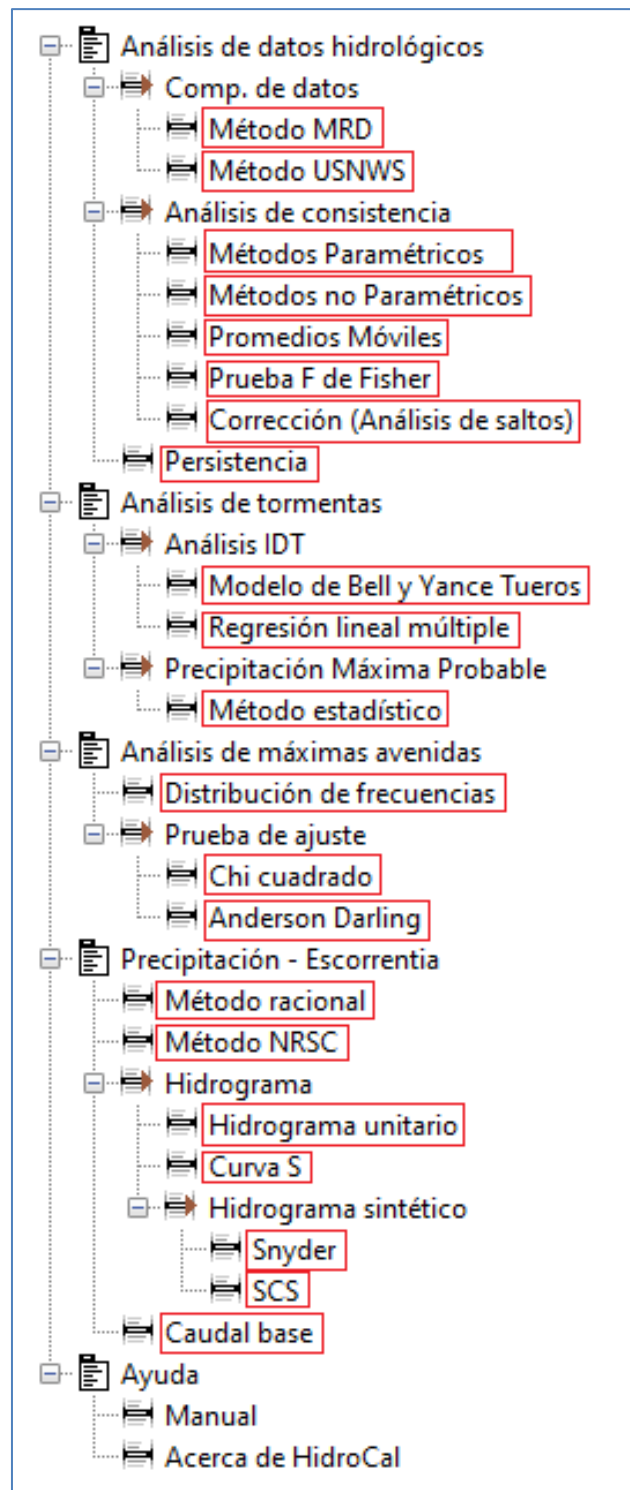 Análisis de datos hidrológicos
Comp. de datos
Método MRD
Método USNWS
Análisis de consistencia
Métodos Paramétricos
Métodos no Paramétricos
Promedios Móviles
Prueba F de Fisher
Corrección (Análisis de saltos)
Persistencia
Análisis de tormentas
Análisis IDT
Modelo de Bell y Yance Tueros
Regresión lineal múltiple
Precipitación Máxima Probable
Método estadístico
Análisis de máximas avenidas
Distribución de frecuencias
Prueba de ajuste
Chi cuadrado
Anderson Darling
Precipitación - Escorrentia
Método racional
Método NRSC
Hidrograma
Hidrograma unitario
Curva S
Hidrograma sintético
Snyder
SCS
Caudal base
Ayuda
Manual
Acerca de HidroCal